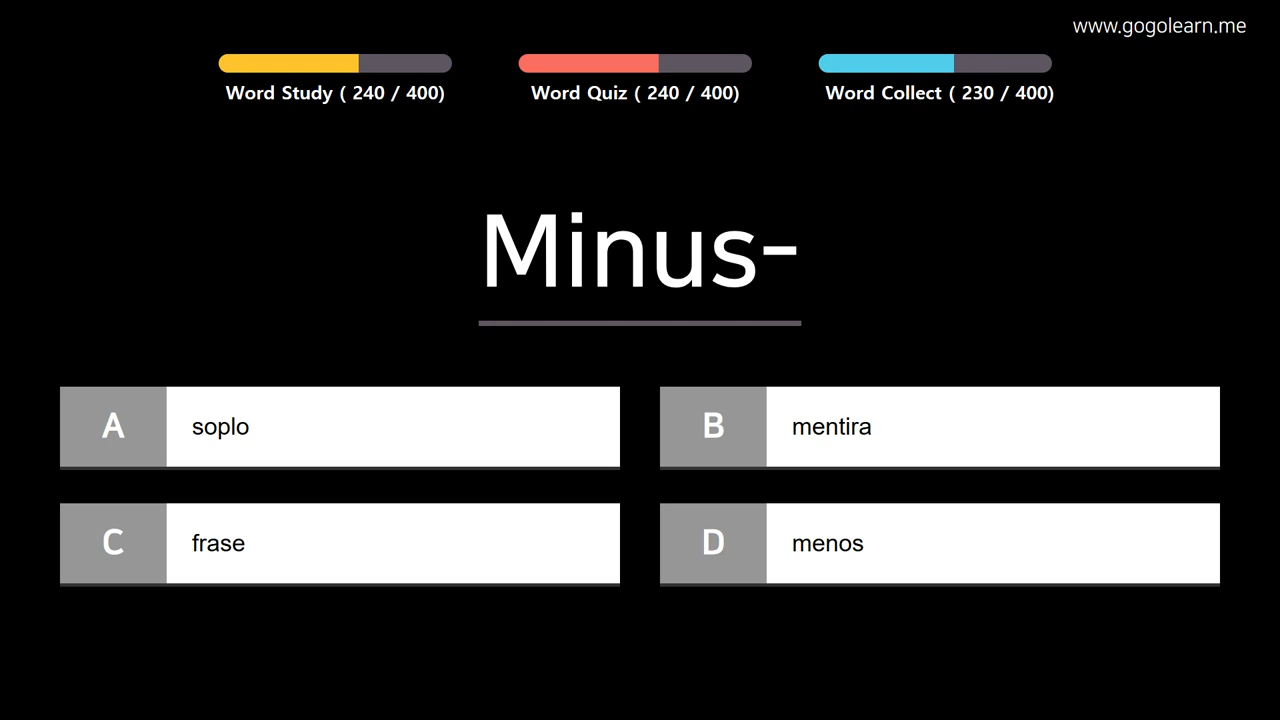 www.gogolearn.me
Word Study ( 240 / 400)
Word Quiz ( 240 / 400)
Word Collect ( 230 / 400)
Minus-
A soplo
B mentira
C frase
D menos